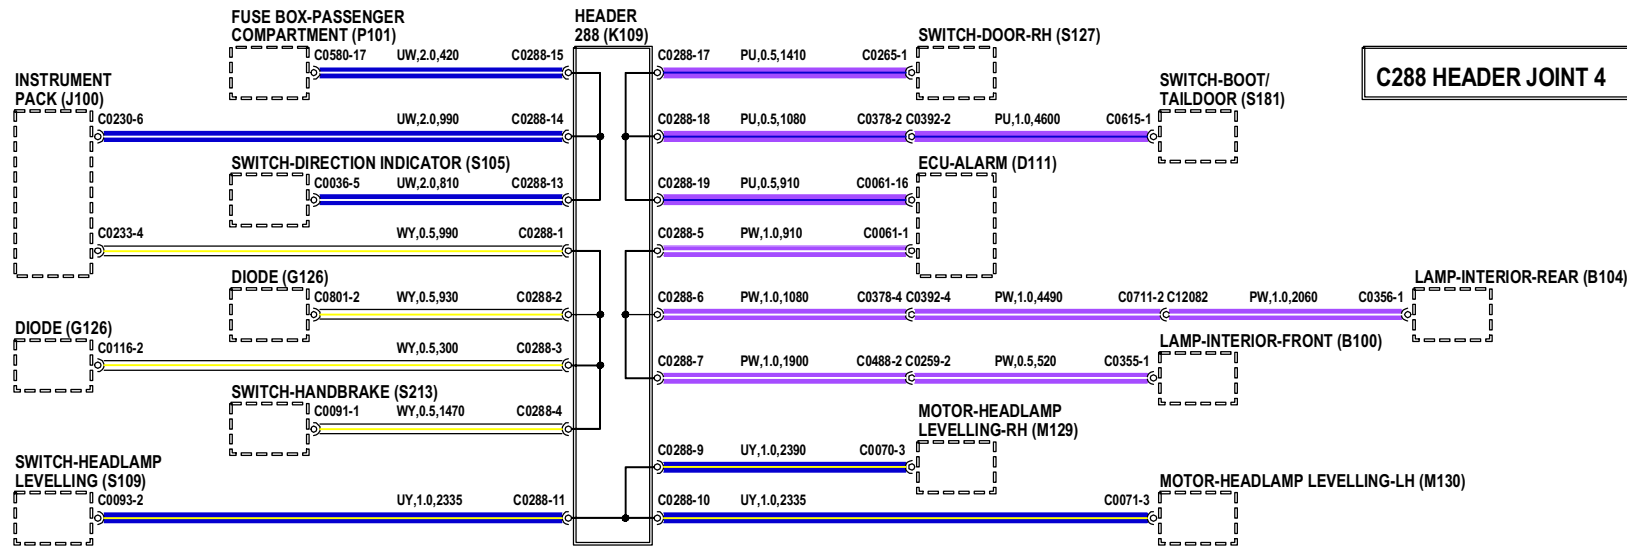 FUSE BOX-PASSENGER
COMPARTMENT (P101)
HEADER
288 (K109)
SWITCH-DOOR-RH (S127)
C0580-17 UW,2.0,420 C0288-15
C0288-17 PU,0.5,1410 C0265-1
C288 HEADER JOINT 4
INSTRUMENT
PACK (J100)
SWITCH-BOOT/
TAILDOOR (S181)
C0230-6 UW,2.0,990 C0288-14
C0288-18 PU,0.5,1080 C0378-2 C0392-2 PU,1.0,4600 C0615-1
SWITCH-DIRECTION INDICATOR (S105)
ECU-ALARM (D111)
C0036-5 UW,2.0,810 C0288-13
C0288-19 PU,0.5,910 C0061-16
C0233-4 WY,0.5,990 C0288-1
C0288-5 PW,1.0,910 C0061-1
DIODE (G126)
LAMP-INTERIOR-REAR (B104)
C0801-2 WY,0.5,930 C0288-2
C0288-6 PW,1.0,1080 C0378-4 C0392-4 PW,1.0,4490 C0711-2 C12082 PW,1.0,2060 C0356-1
DIODE (G126)
LAMP-INTERIOR-FRONT (B100)
C0116-2 WY,0.5,300 C0288-3
C0288-7 PW,1.0,1900 C0488-2 C0259-2 PW,0.5,520 C0355-1
SWITCH-HANDBRAKE (S213)
C0091-1 WY,0.5,1470 C0288-4
MOTOR-HEADLAMP
LEVELLING-RH (M129)
C0288-9 UY,1.0,2390 C0070-3
SWITCH-HEADLAMP
LEVELLING (S109)
MOTOR-HEADLAMP LEVELLING-LH (M130)
C0093-2 UY,1.0,2335 C0288-11
C0288-10 UY,1.0,2335 C0071-3